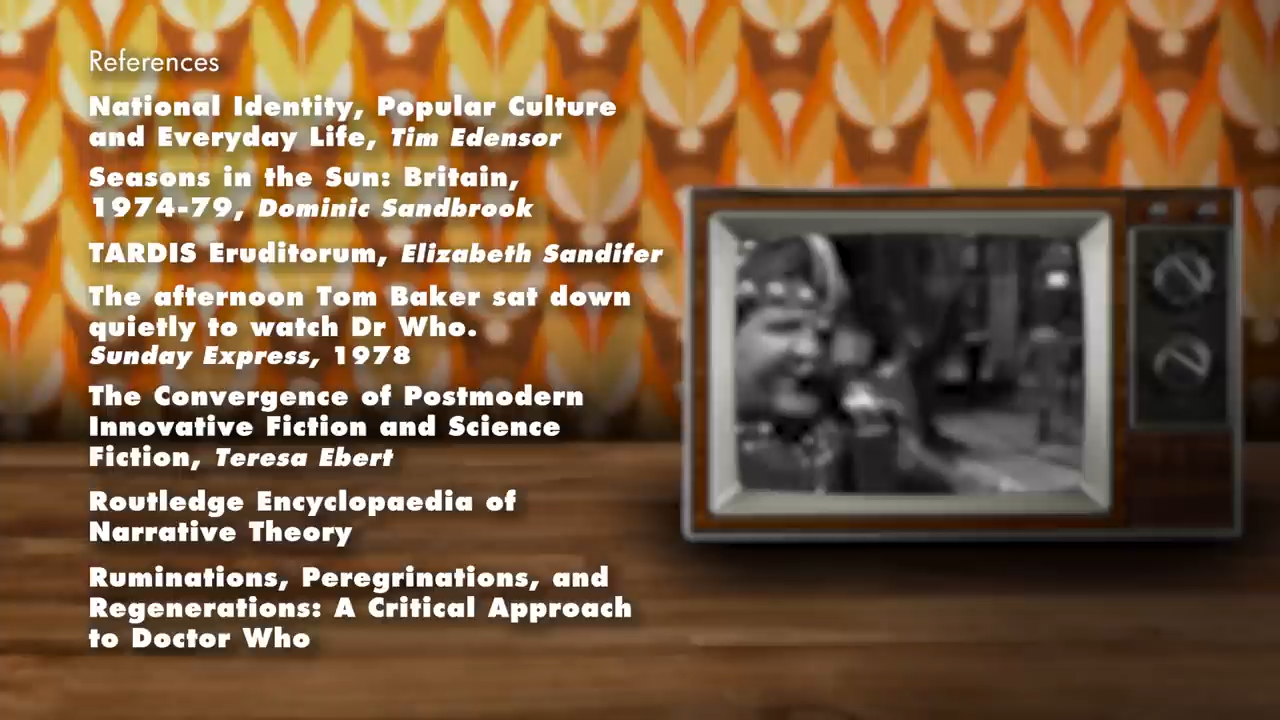 References
National Identity, Popular Culture
and Everyday Life, Tim Edensor
Seasons in the Sun: Britain,
1974-79, Dominic Sandbrook
TARDIS Eruditorum, Elizabeth Sandifer
The afternoon Tom Baker sat down
quietly to watch Dr Who.
Sunday Express, 1978
The Convergence of Postmodern
Innovative Fiction and Science
Fiction, Teresa Ebert
Routledge Encyclopaedia of
Narrative Theory
Ruminations, Peregrinations, and
Regenerations: A Critical Approach
to Doctor Who